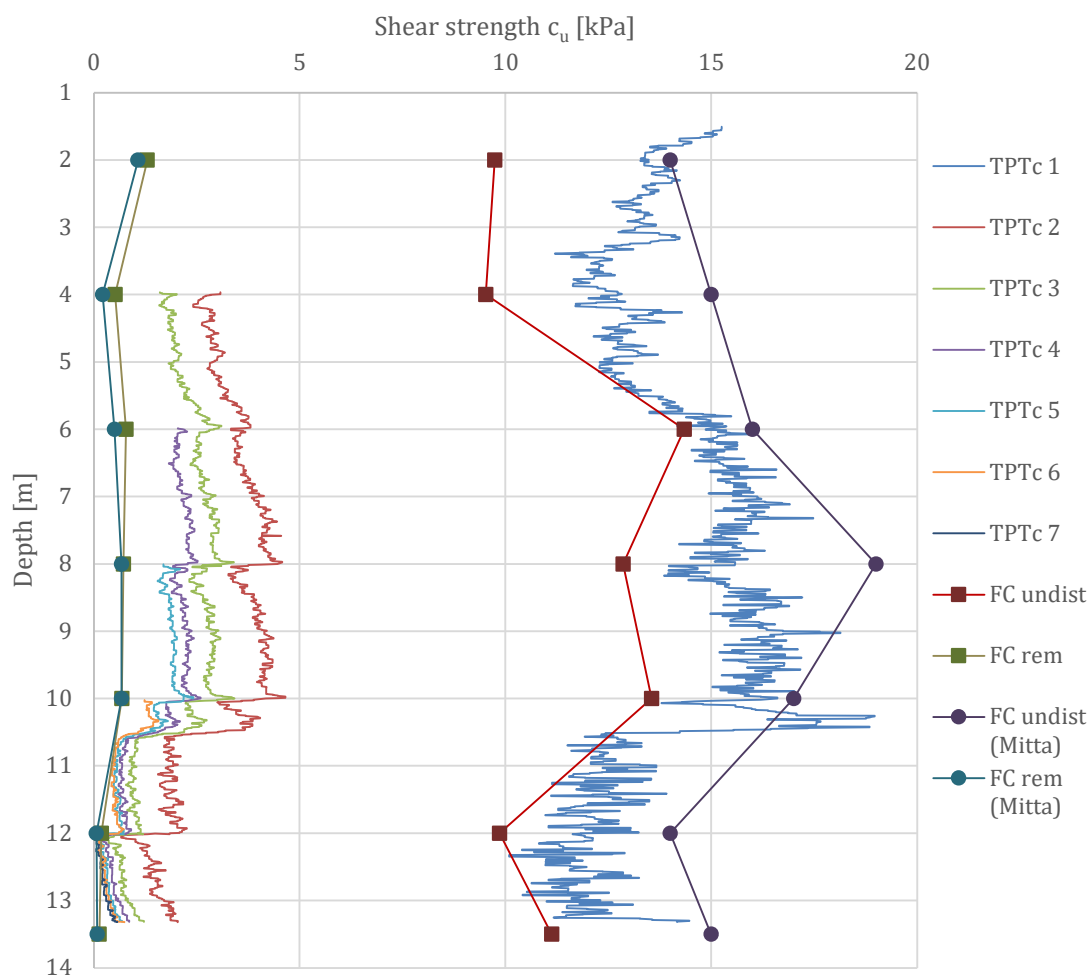 Shear strength cu [kPa]
0 5 10 15 20
1
2
3
4
5
6
7
8
9
10
11
12
13
14
Depth [m]
TPTc 1
TPTc 2
TPTc 3
TPTc 4
TPTc 5
TPTc 6
TPTc 7
FC undist
FC rem
FC undist
(Mitta)
FC rem
(Mitta)